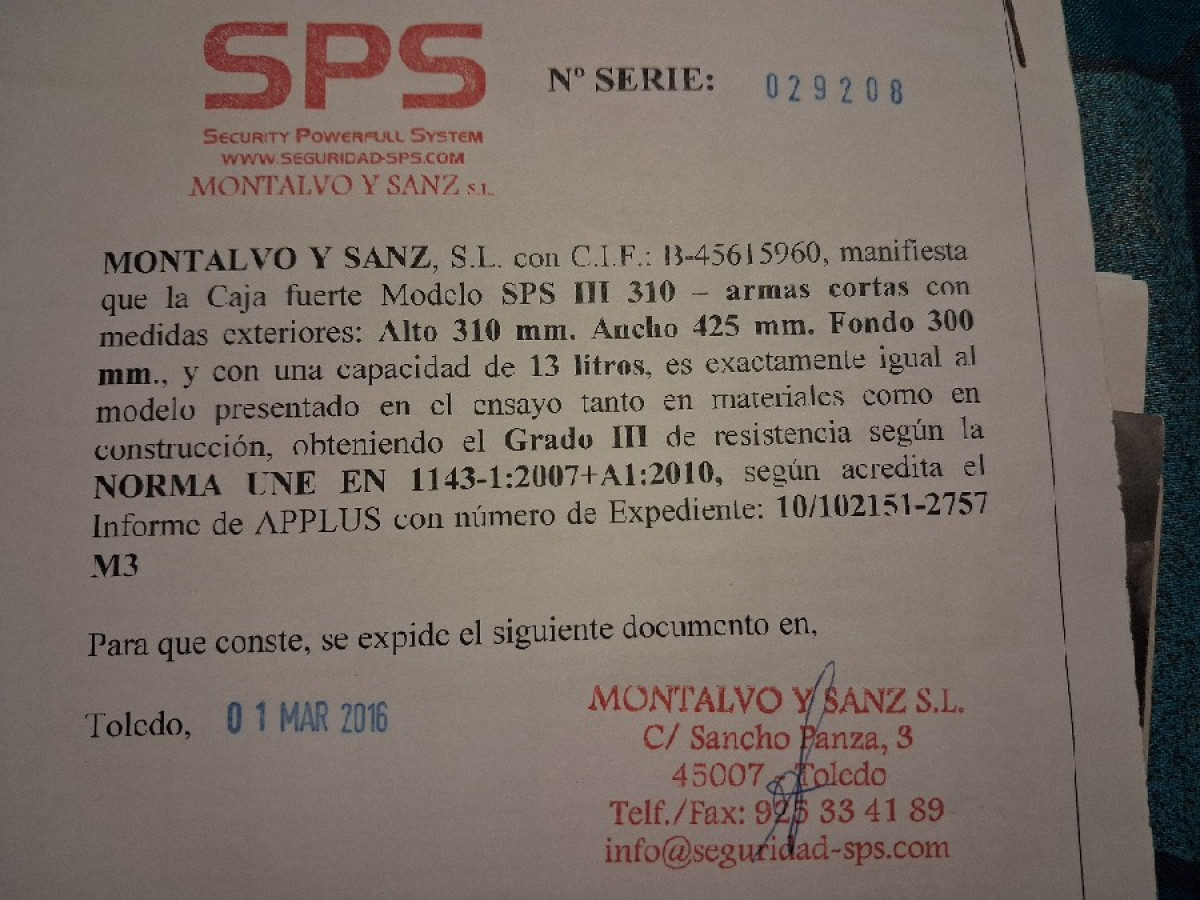 SPS
Nº SERIE: 029208
SECURITY POWERFULL SYSTEM
WWW.SEGURIDAD-SPS.COM
MONTALVO Y SANZ S.L.
MONTALVO Y SANZ, S.L. con C.I.F.: B-45615960, manifiesta
que la Caja fuerte Modelo SPS III 310 – armas cortas con
medidas exteriores: Alto 310 mm. Ancho 425 mm. Fondo 300
mm., y con una capacidad de 13 litros, es exactamente igual al
modelo presentado en el ensayo tanto en materiales como en
construcción, obteniendo el Grado III de resistencia según la
NORMA UNE EN 1143-1:2007+A1:2010, según acredita el
Informe de APPLUS con número de Expediente: 10/102151-2757
M3
Para que conste, se expide el siguiente documento en,
Toledo, 01 MAR 2016
MONTALVO Y SANZ S.L.
C/ Sancho Panza, 3
45007 - Toledo
Telf./Fax: 925 33 41 89
info@seguridad-sps.com